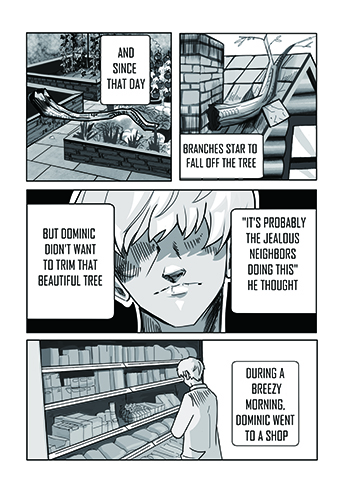 AND
SINCE
THAT DAY
BRANCHES STAR TO
FALL OFF THE TREE
BUT DOMINIC
DIDN'T WANT
TO TRIM THAT
BEAUTIFUL TREE
"IT'S PROBABLY
THE JEALOUS
NEIGHBORS
DOING THIS"
HE THOUGHT
DURING A
BREEZY
MORNING,
DOMINIC WENT
TO A SHOP